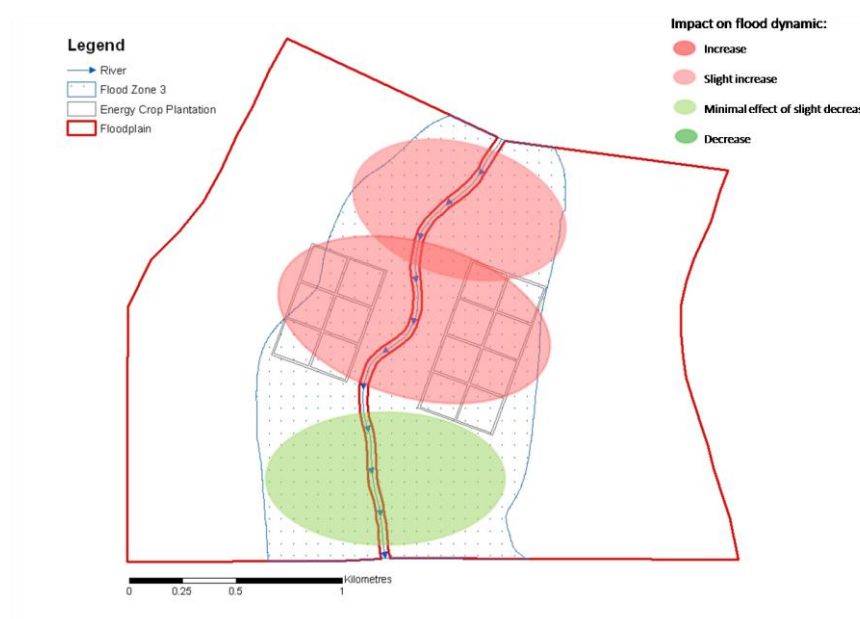 Impact on flood dynamic:
Increase
Slight increase
Minimal effect of slight decreas
Decrease
Legend
River
Flood Zone 3
Energy Crop Plantation
Floodplain
Kilometres
0 0.25 0.5 1